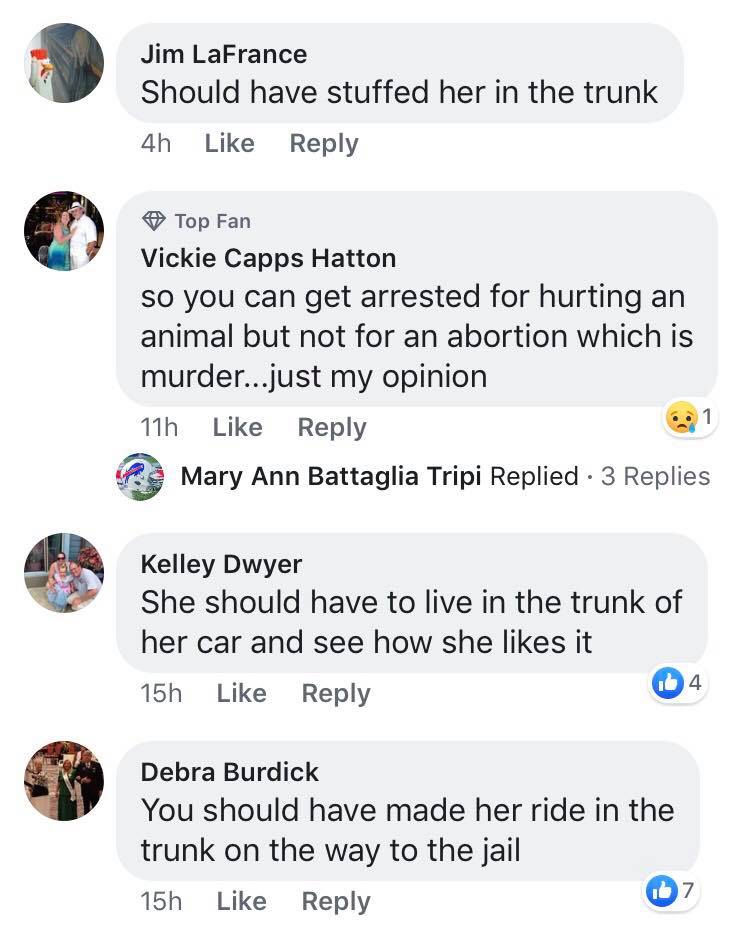 Jim LaFrance
Should have stuffed her in the trunk
4h Like Reply
Top Fan
Vickie Capps Hatton
so you can get arrested for hurting an
animal but not for an abortion which is
murder...just my opinion
11h Like Reply
1
Mary Ann Battaglia Tripi Replied · 3 Replies
Kelley Dwyer
She should have to live in the trunk of
her car and see how she likes it
15h Like Reply
4
Debra Burdick
You should have made her ride in the
trunk on the way to the jail
15h Like Reply
7